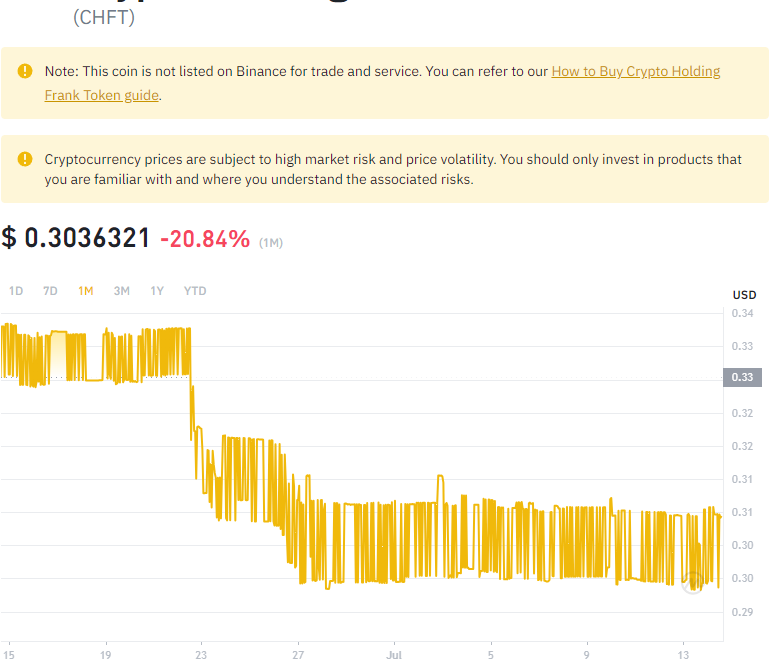 (CHFT)
Note: This coin is not listed on Binance for trade and service. You can refer to our How to Buy Crypto Holding
Frank Token guide.
Cryptocurrency prices are subject to high market risk and price volatility. You should only invest in products that
you are familiar with and where you understand the associated risks.
$ 0.3036321 -20.84% (1M)
1D 7D 1M 3M 1Y YTD
USD
0.34
0.33
0.33
0.32
0.32
0.31
0.31
0.30
0.30
0.29
15 19 23 27 Jul 5 9 13